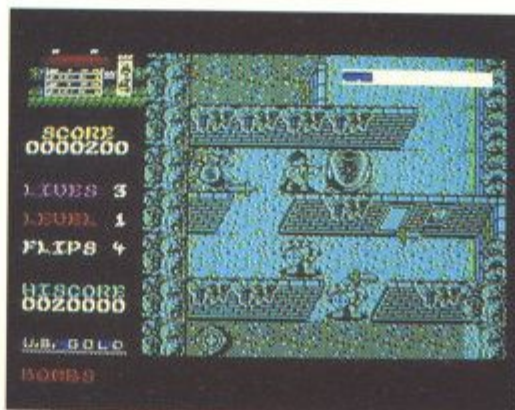 SCORE
0000200
LIVES 3
LEVEL 1
FLIPS 4
HISCORE
0020000
U.S. GOLD
BOMBS